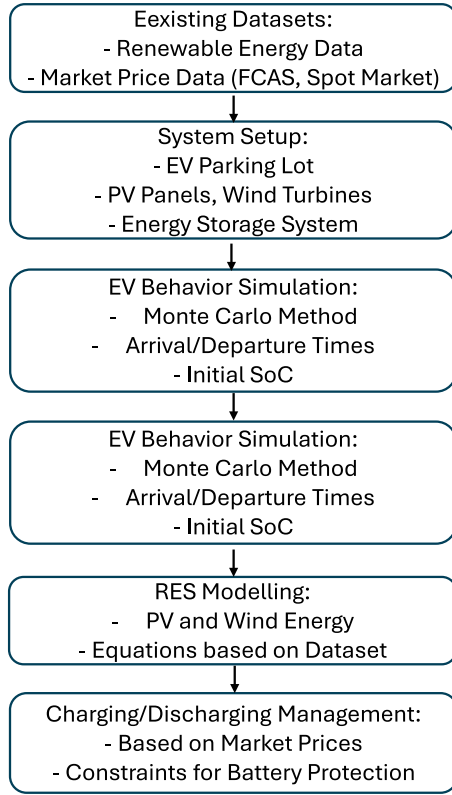 Eexisting Datasets:
- Renewable Energy Data
- Market Price Data (FCAS, Spot Market)
System Setup:
- EV Parking Lot
- PV Panels, Wind Turbines
- Energy Storage System
EV Behavior Simulation:
- Monte Carlo Method
- Arrival/Departure Times
- Initial SoC
EV Behavior Simulation:
- Monte Carlo Method
- Arrival/Departure Times
- Initial SoC
RES Modelling:
- PV and Wind Energy
- Equations based on Dataset
Charging/Discharging Management:
- Based on Market Prices
- Constraints for Battery Protection